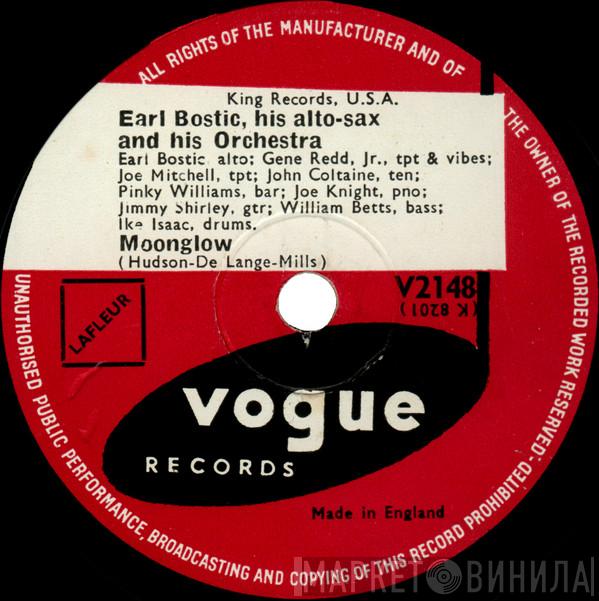 ALL RIGHTS OF THE MANUFACTURER AND OF THE OWNER OF THE RECORDED WORK RESERVED·
UNAUTHORISED PUBLIC PERFORMANCE, BROADCASTING AND COPYING OF THIS RECORD PROHIBITED·
King Records, U.S.A.
Earl Bostic, his alto-sax
and his Orchestra
Earl Bostic alto; Gene Redd, Jr., tpt & vibes;
Joe Mitchell, tpt; John Coltaine, ten;
Pinky Williams, bar; Joe Knight, pno;
Jimmy Shirley, gtr; William Betts, bass;
Ike Isaac, drums.
Moonglow
(Hudson-De Lange-Mills)
V2148
(K 8201)
LAFLEUR
vogue
RECORDS
Made in England
МАРКЕТ ВИНИЛА